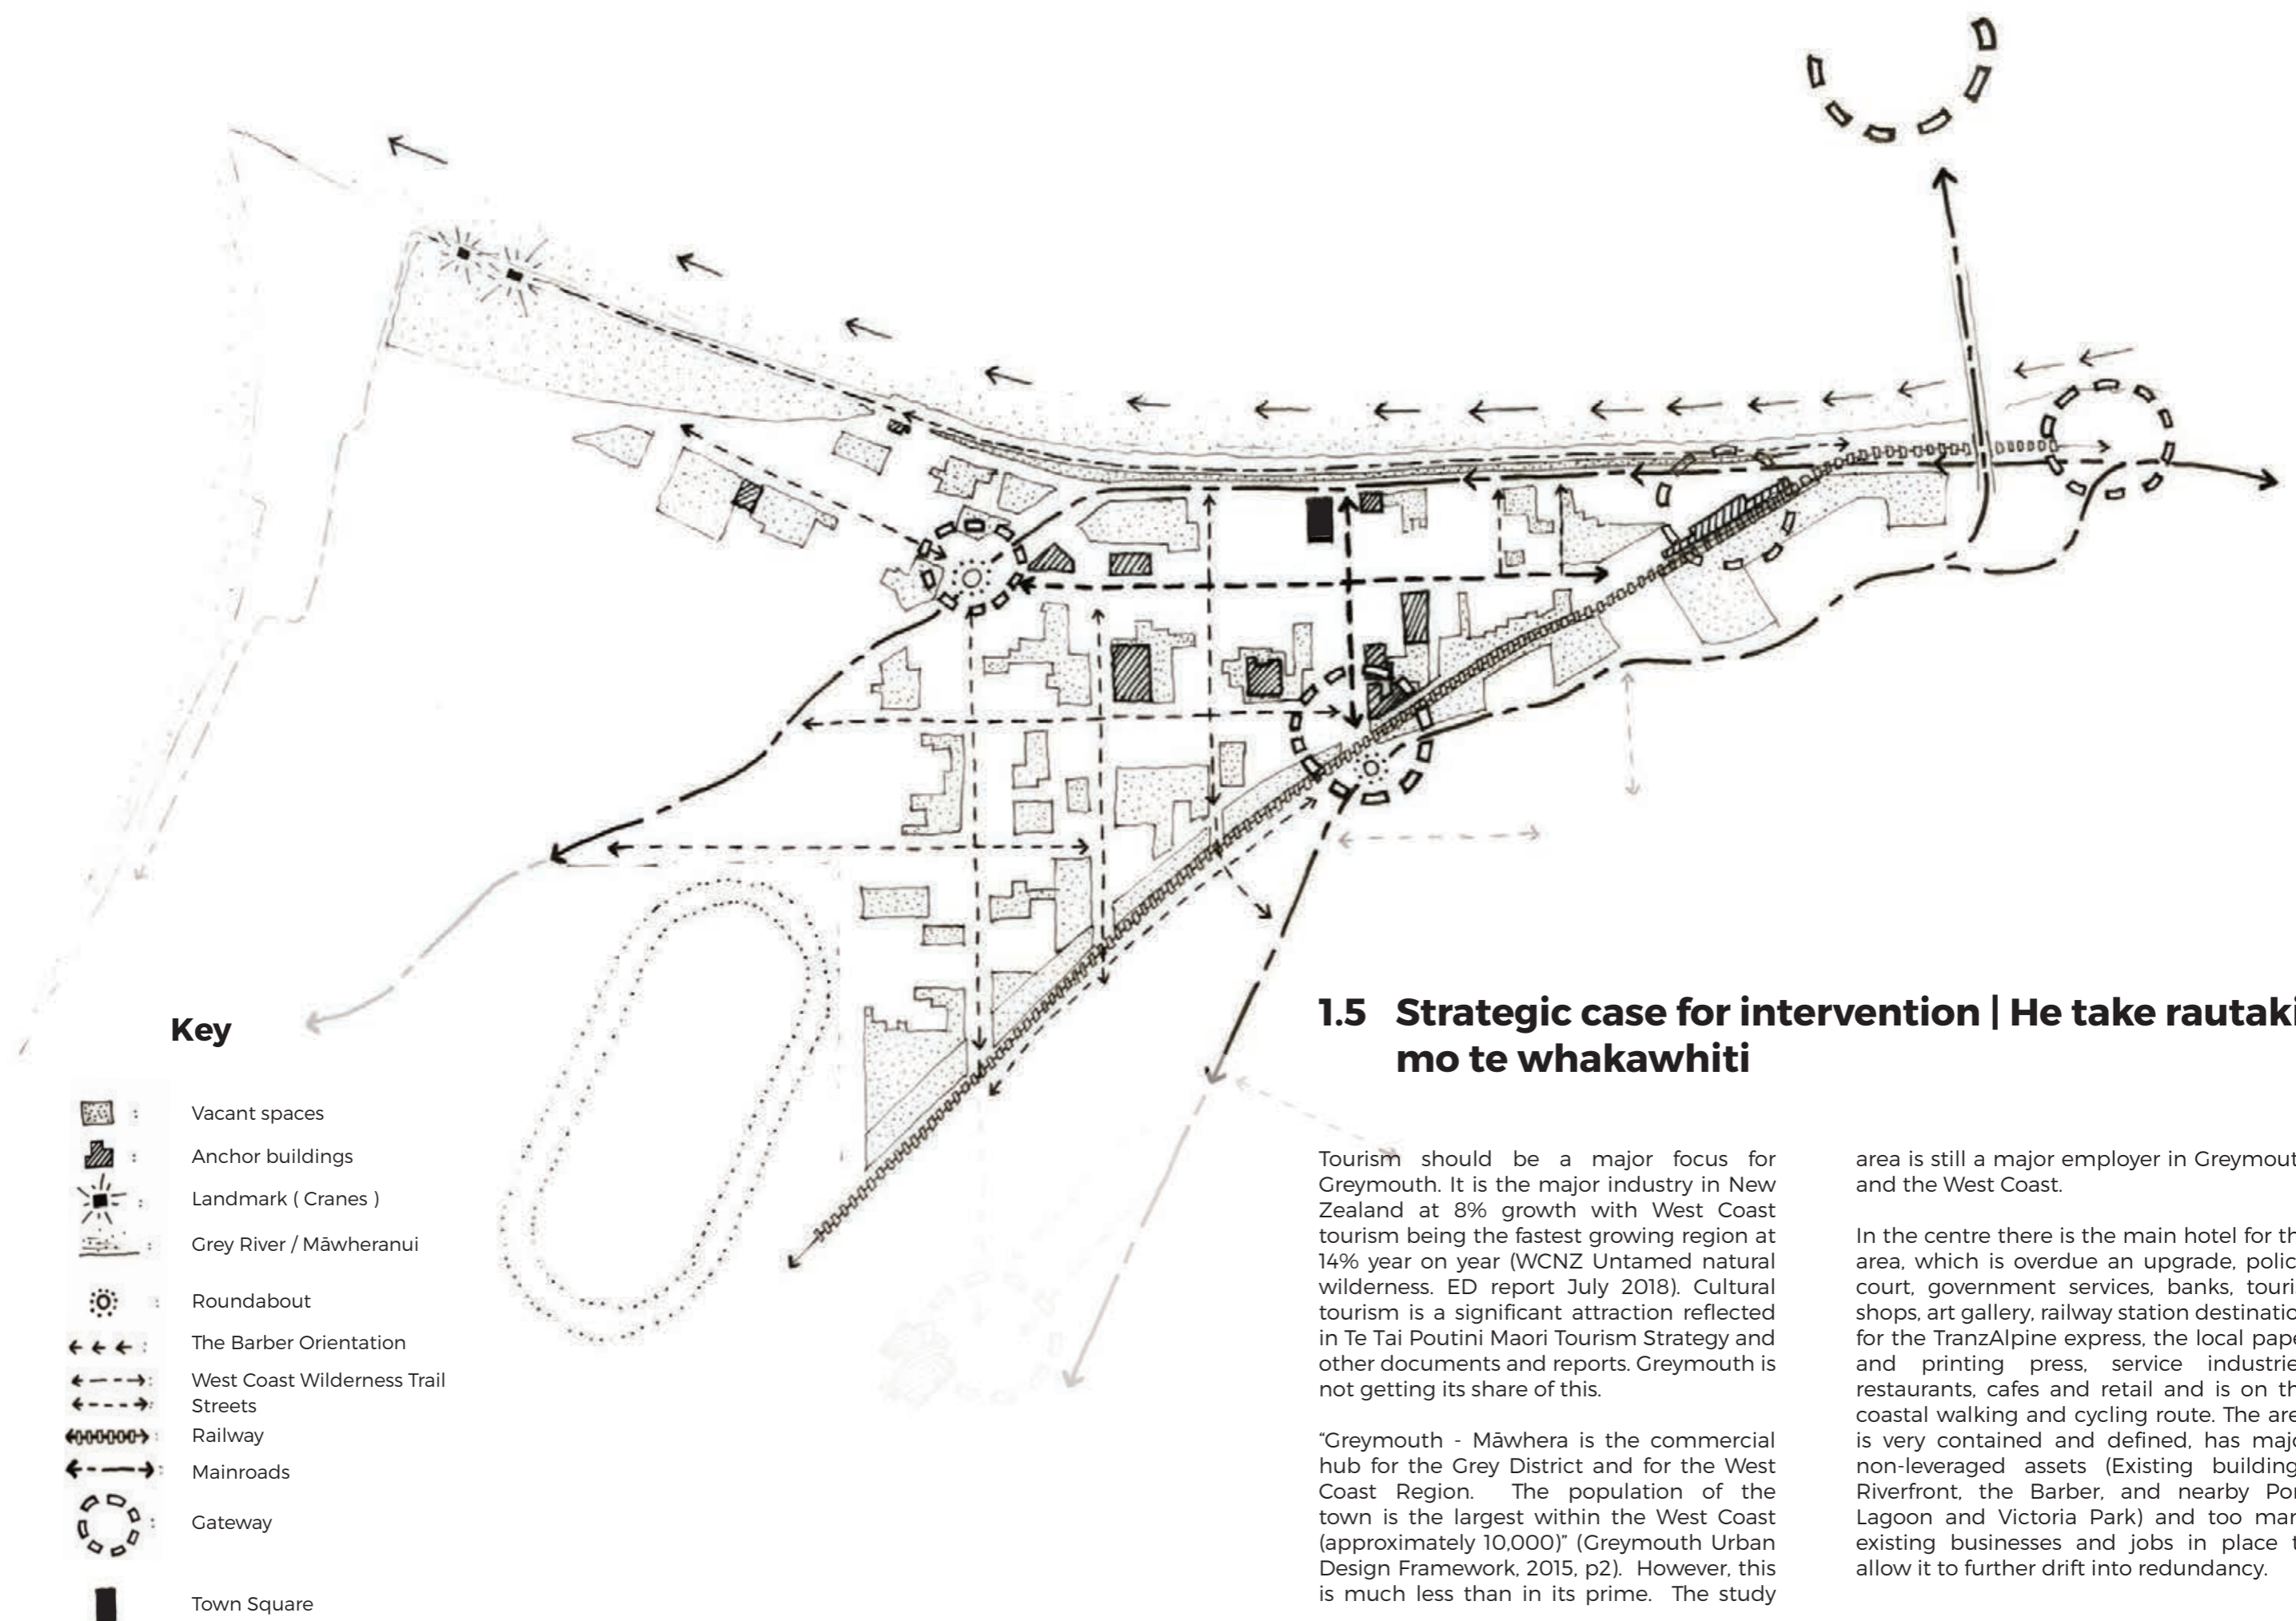 Key
Vacant spaces
Anchor buildings
Landmark ( Cranes )
Grey River / Māwheranui
Roundabout
The Barber Orientation
West Coast Wilderness Trail
Streets
Railway
Mainroads
Gateway
Town Square
1.5 Strategic case for intervention | He take rautaki
mo te whakawhiti
Tourism should be a major focus for
Greymouth. It is the major industry in New
Zealand at 8% growth with West Coast
tourism being the fastest growing region at
14% year on year (WCNZ Untamed natural
wilderness. ED report July 2018). Cultural
tourism is a significant attraction reflected
in Te Tai Poutini Maori Tourism Strategy and
other documents and reports. Greymouth is
not getting its share of this.
“Greymouth - Māwhera is the commercial
hub for the Grey District and for the West
Coast Region. The population of the
town is the largest within the West Coast
(approximately 10,000)” (Greymouth Urban
Design Framework, 2015, p2). However, this
is much less than in its prime. The study
area is still a major employer in Greymout
and the West Coast.
In the centre there is the main hotel for th
area, which is overdue an upgrade, polic
court, government services, banks, touri
shops, art gallery, railway station destinatio
for the TranzAlpine express, the local pape
and printing press, service industrie
restaurants, cafes and retail and is on th
coastal walking and cycling route. The are
is very contained and defined, has majo
non-leveraged assets (Existing building
Riverfront, the Barber, and nearby Por
Lagoon and Victoria Park) and too man
existing businesses and jobs in place t
allow it to further drift into redundancy.